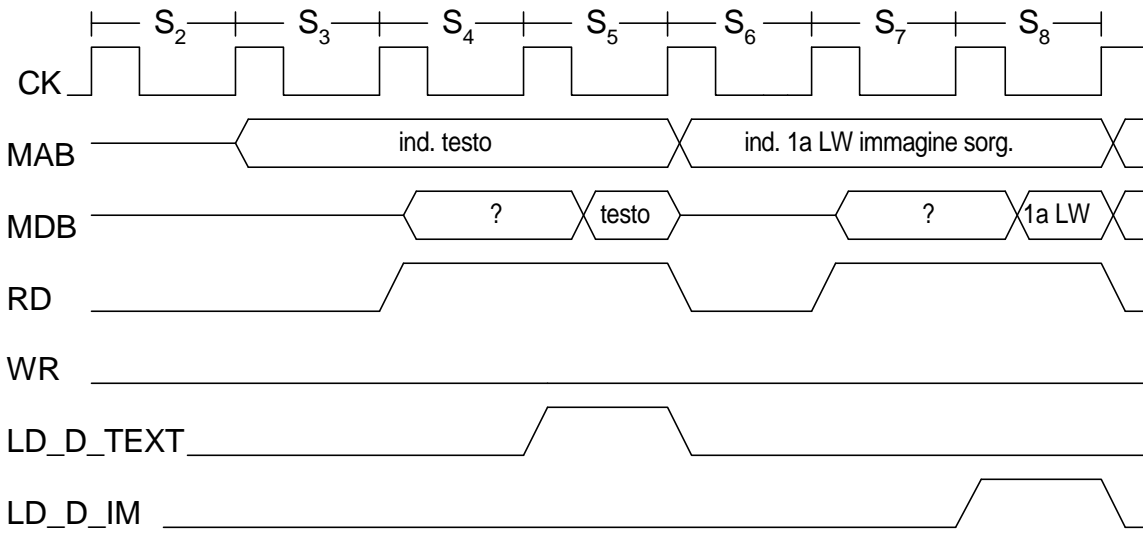 S2 S3 S4 S5 S6 S7 S8
CK
MAB ind. testo ind. 1a LW immagine sorg.
MDB ? testo ? 1a LW
RD
WR
LD_D_TEXT
LD_D_IM